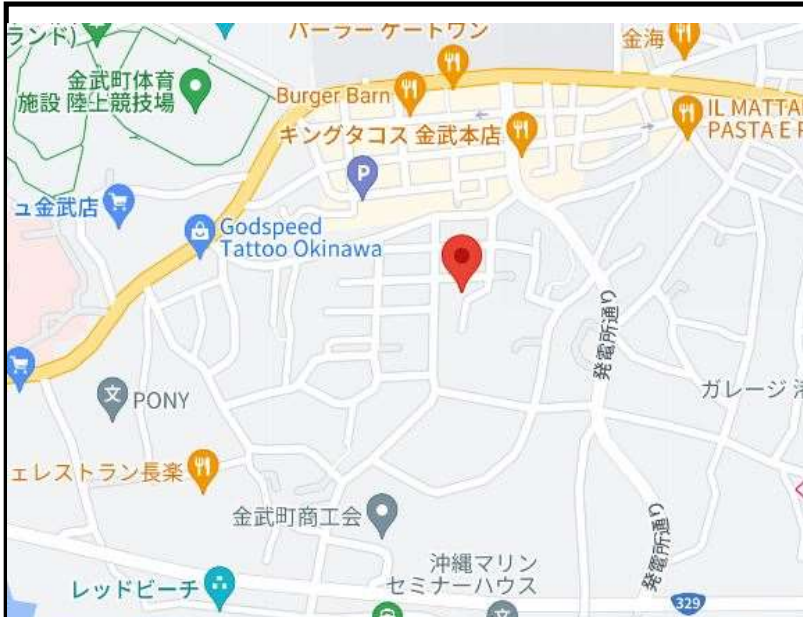 ランド)
パーラー ゲートワン
金海
金武町体育
施設 陸上競技場
Burger Barn
キングタコス 金武本店
IL MATTA
PASTA E P
P
ュ金武店
Godspeed
Tattoo Okinawa
発電所通り
PONY
文
ガレージ
ェレストラン長楽
金武町商工会
沖縄マリン
セミナーハウス
発電所通り
レッドビーチ
329
文